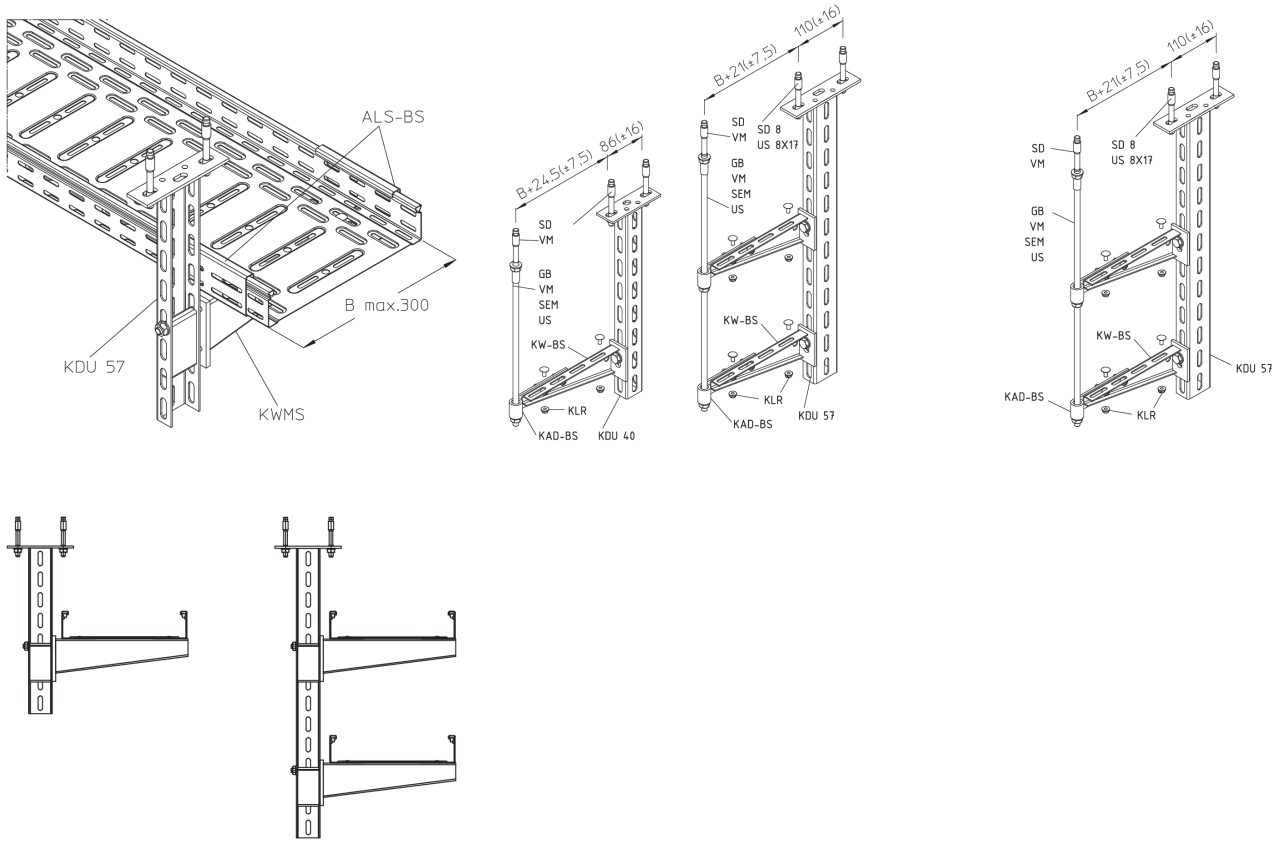 ALS-BS
B max.300
KDU 57
KWMS
B+24.5(±7.5)
86(±16)
SD
VM
GB
VM
SEM
US
KW-BS
KLR
KAD-BS
KDU 40
B+21(±7.5)
110(±16)
SD
VM
SD 8
US 8X17
GB
VM
SEM
US
KW-BS
KLR
KDU 57
KAD-BS
B+21(±7.5)
110(±16)
SD
VM
SD 8
US 8X17
GB
VM
SEM
US
KW-BS
KDU 57
KAD-BS
KLR